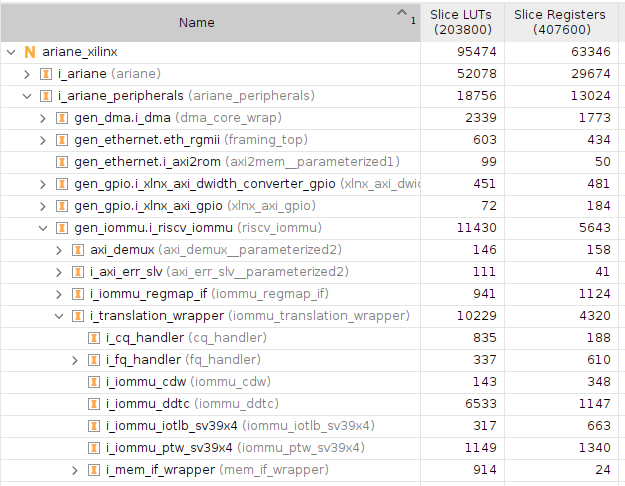 Name 1 Slice LUTs (203800) Slice Registers (407600)
N ariane_xilinx 95474 63346
i_ariane (ariane) 52078 29674
i_ariane_peripherals (ariane_peripherals) 18756 13024
gen_dma.i_dma (dma_core_wrap) 2339 1773
gen_ethernet.eth_rgmii (framing_top) 603 434
gen_ethernet.i_axi2rom (axi2mem__parameterized1) 99 50
gen_gpio.i_xlnx_axi_dwidth_converter_gpio (xlnx_axi_dwi 451 481
gen_gpio.i_xlnx_axi_gpio (xlnx_axi_gpio) 72 184
gen_iommu.i_riscv_iommu (riscv_iommu) 11430 5643
axi_demux (axi_demux__parameterized2) 146 158
i_axi_err_slv (axi_err_slv__parameterized2) 111 41
i_iommu_regmap_if (iommu_regmap_if) 941 1124
i_translation_wrapper (iommu_translation_wrapper) 10229 4320
i_cq_handler (cq_handler) 835 188
i_fq_handler (fq_handler) 337 610
i_iommu_cdw (iommu_cdw) 143 348
i_iommu_ddtc (iommu_ddtc) 6533 1147
i_iommu_iotlb_sv39x4 (iommu_iotlb_sv39x4) 317 663
i_iommu_ptw_sv39x4 (iommu_ptw_sv39x4) 1149 1340
i_mem_if_wrapper (mem_if_wrapper) 914 24